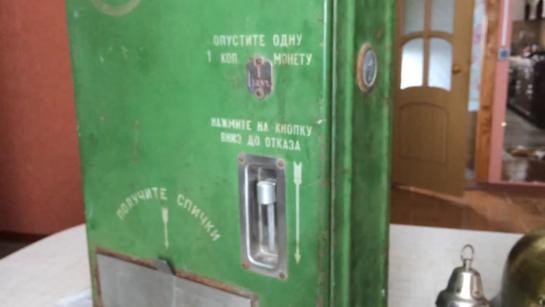 ОПУСТИТЕ ОДНУ
1 КОП. МОНЕТУ
НАЖМИТЕ НА КНОПКУ
ВНИЗ ДО ОТКАЗА
ПОЛУЧИТЕ СПИЧКИ